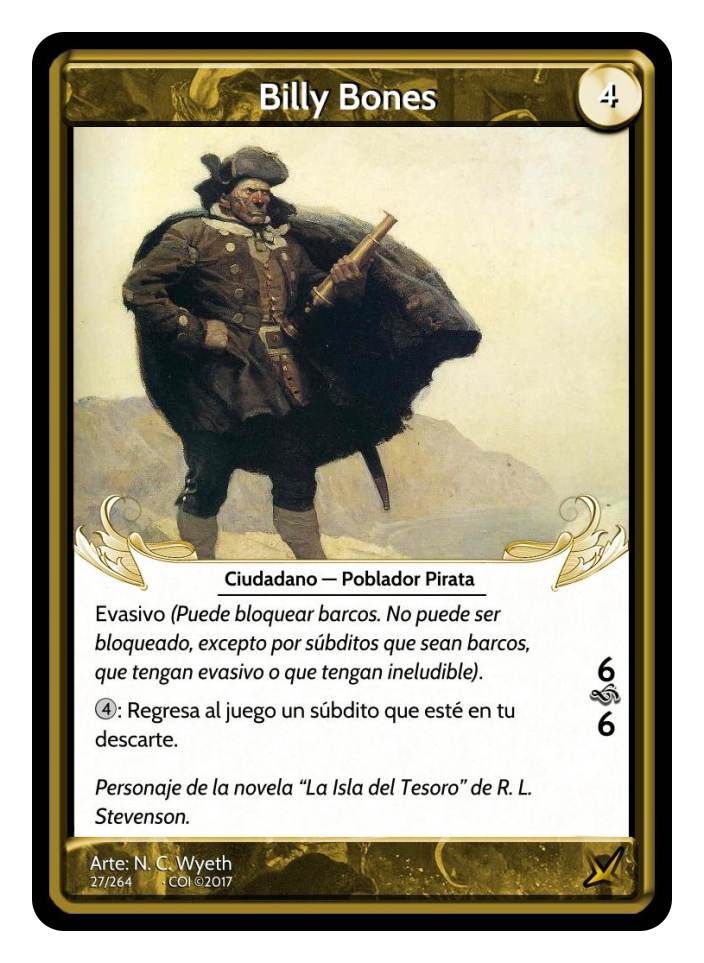 Billy Bones
4
Ciudadano — Poblador Pirata
Evasivo (Puede bloquear barcos. No puede ser
bloqueado, excepto por súbditos que sean barcos,
que tengan evasivo o que tengan ineludible).
4: Regresa al juego un súbdito que esté en tu
descarte.
6
6
Personaje de la novela “La Isla del Tesoro” de R. L.
Stevenson.
Arte: N. C. Wyeth
27/264 · COI ©2017